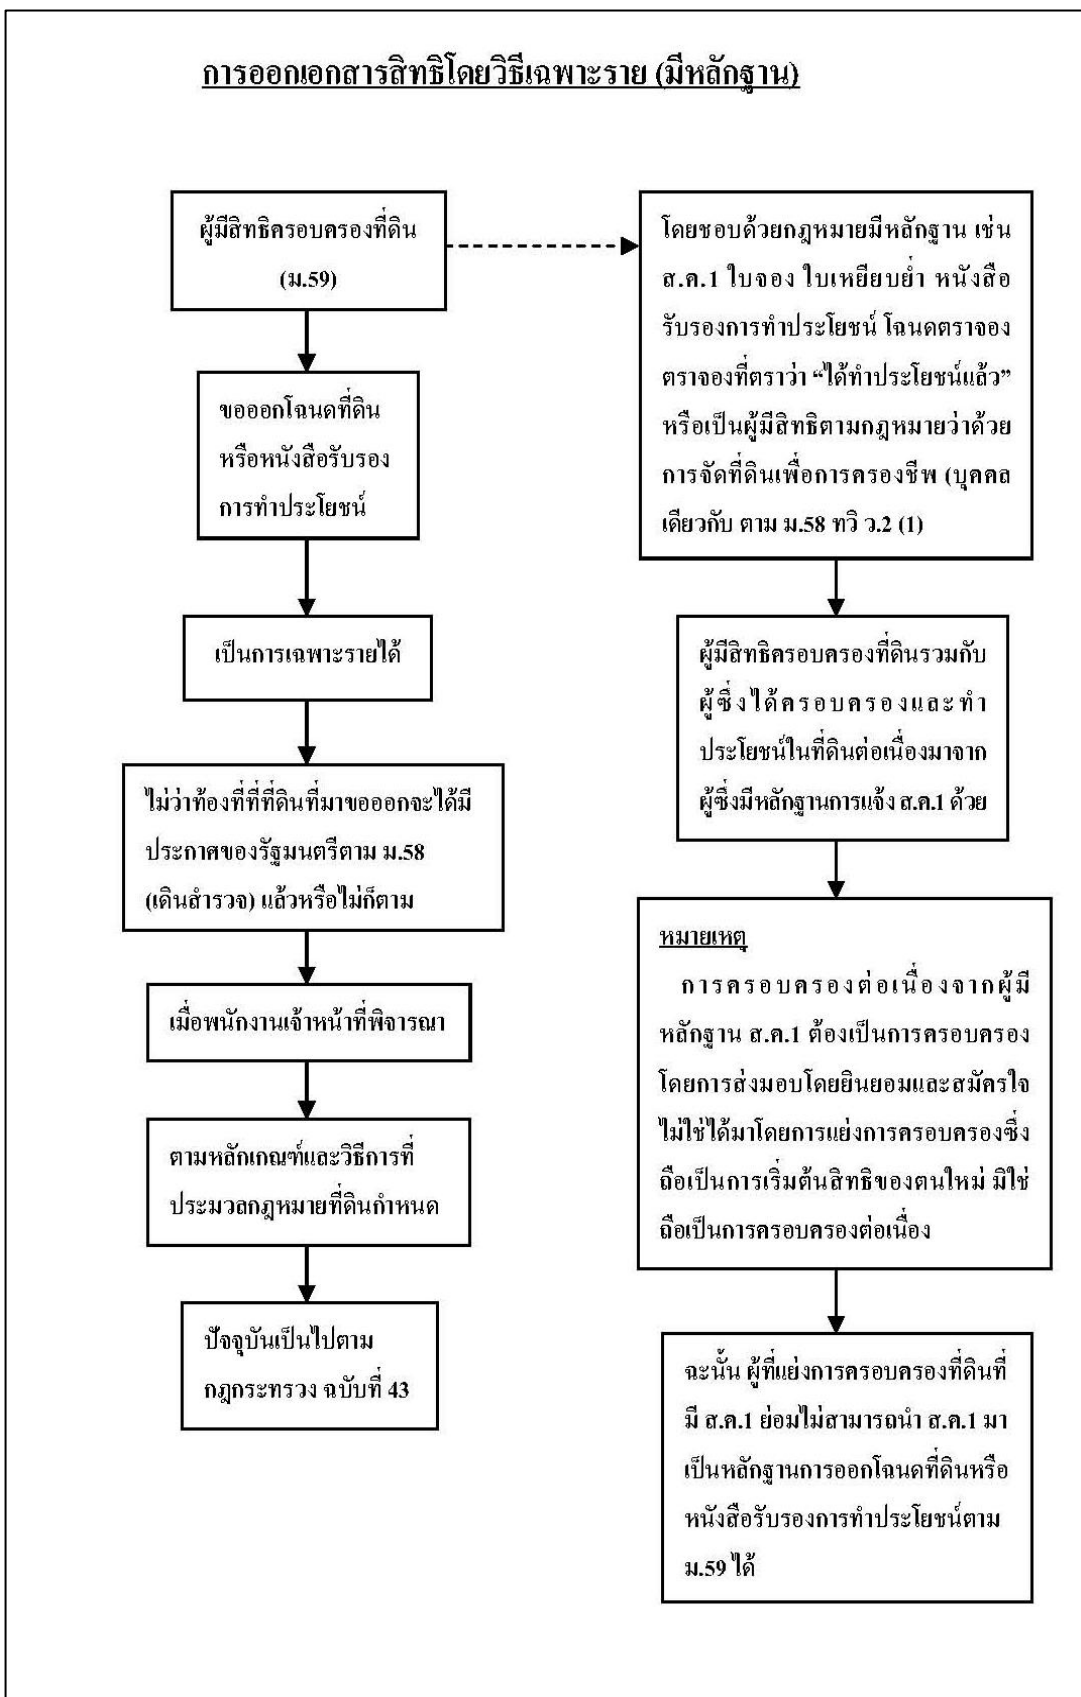 การออกเอกสารสิทธิโดยวิธีเฉพาะราย (มีหลักฐาน)
ผู้มีสิทธิครอบครองที่ดิน
(ม.59)
ขอออกโฉนดที่ดิน
หรือหนังสือรับรอง
การทำประโยชน์
เป็นการเฉพาะรายได้
ไม่ว่าท้องที่ที่ที่ดินที่มาขอออกจะได้มี
ประกาศของรัฐมนตรีตาม ม.58
(เดินสำรวจ) แล้วหรือไม่ก็ตาม
เมื่อพนักงานเจ้าหน้าที่พิจารณา
ตามหลักเกณฑ์และวิธีการที่
ประมวลกฎหมายที่ดินกำหนด
ปัจจุบันเป็นไปตาม
กฎกระทรวง ฉบับที่ 43
โดยชอบด้วยกฎหมายมีหลักฐาน เช่น
ส.ค.1 ใบจอง ใบเหยียบย่ำ หนังสือ
รับรองการทำประโยชน์ โฉนดตราจอง
ตราจองที่ตราว่า “ได้ทำประโยชน์แล้ว”
หรือเป็นผู้มีสิทธิตามกฎหมายว่าด้วย
การจัดที่ดินเพื่อการครองชีพ (บุคคล
เดียวกับ ตาม ม.58 ทวิ ว.2 (1)
ผู้มีสิทธิครอบครองที่ดินรวมกับ
ผู้ซึ่งได้ครอบครองและทำ
ประโยชน์ในที่ดินต่อเนื่องมาจาก
ผู้ซึ่งมีหลักฐานการแจ้ง ส.ค.1 ด้วย
หมายเหตุ
การครอบครองต่อเนื่องจากผู้มี
หลักฐาน ส.ค.1 ต้องเป็นการครอบครอง
โดยการส่งมอบโดยยินยอมและสมัครใจ
ไม่ใช่ได้มาโดยการแย่งการครอบครองซึ่ง
ถือเป็นการเริ่มต้นสิทธิของตนใหม่ มิใช่
ถือเป็นการครอบครองต่อเนื่อง
ฉะนั้น ผู้ที่แย่งการครอบครองที่ดินที่
มี ส.ค.1 ย่อมไม่สามารถนำ ส.ค.1 มา
เป็นหลักฐานการออกโฉนดที่ดินหรือ
หนังสือรับรองการทำประโยชน์ตาม
ม.59 ได้